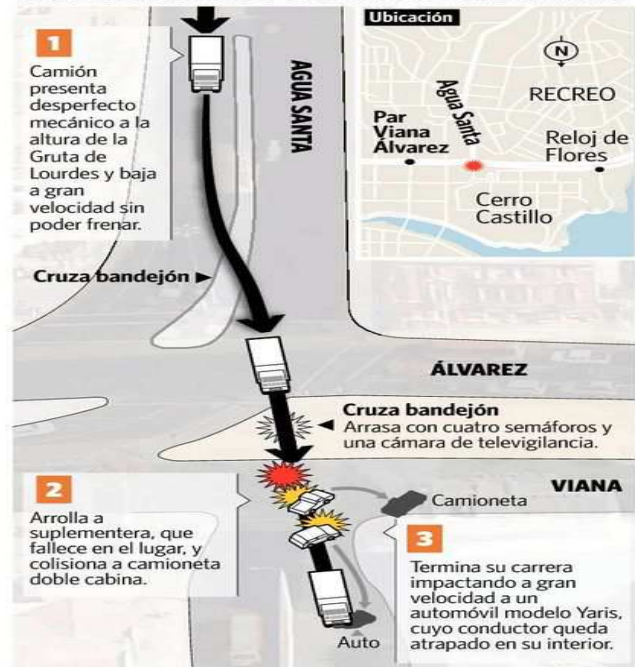 1
Camión
presenta
desperfecto
mecánico a la
altura de la
Gruta de
Lourdes y baja
a gran
velocidad sin
poder frenar.
AGUA SANTA
Ubicación
N
RECREO
Agua Santa
Par
Viana
Álvarez
Reloj de
Flores
Cerro
Castillo
Cruza bandejón
ÁLVAREZ
Cruza bandejón
Arrasa con cuatro semáforos y
una cámara de televigilancia.
VIANA
2
Arrolla a
suplementera, que
fallece en el lugar, y
colisiona a camioneta
doble cabina.
Camioneta
3
Termina su carrera
impactando a gran
velocidad a un
automóvil modelo Yaris,
cuyo conductor queda
atrapado en su interior.
Auto